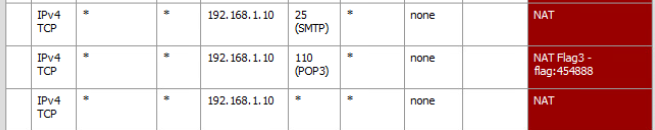 IPv4 TCP * * 192.168.1.10 25 (SMTP) * none NAT
IPv4 TCP * * 192.168.1.10 110 (POP3) * none NAT Flag3 - flag:454888
IPv4 TCP * * 192.168.1.10 * * none NAT